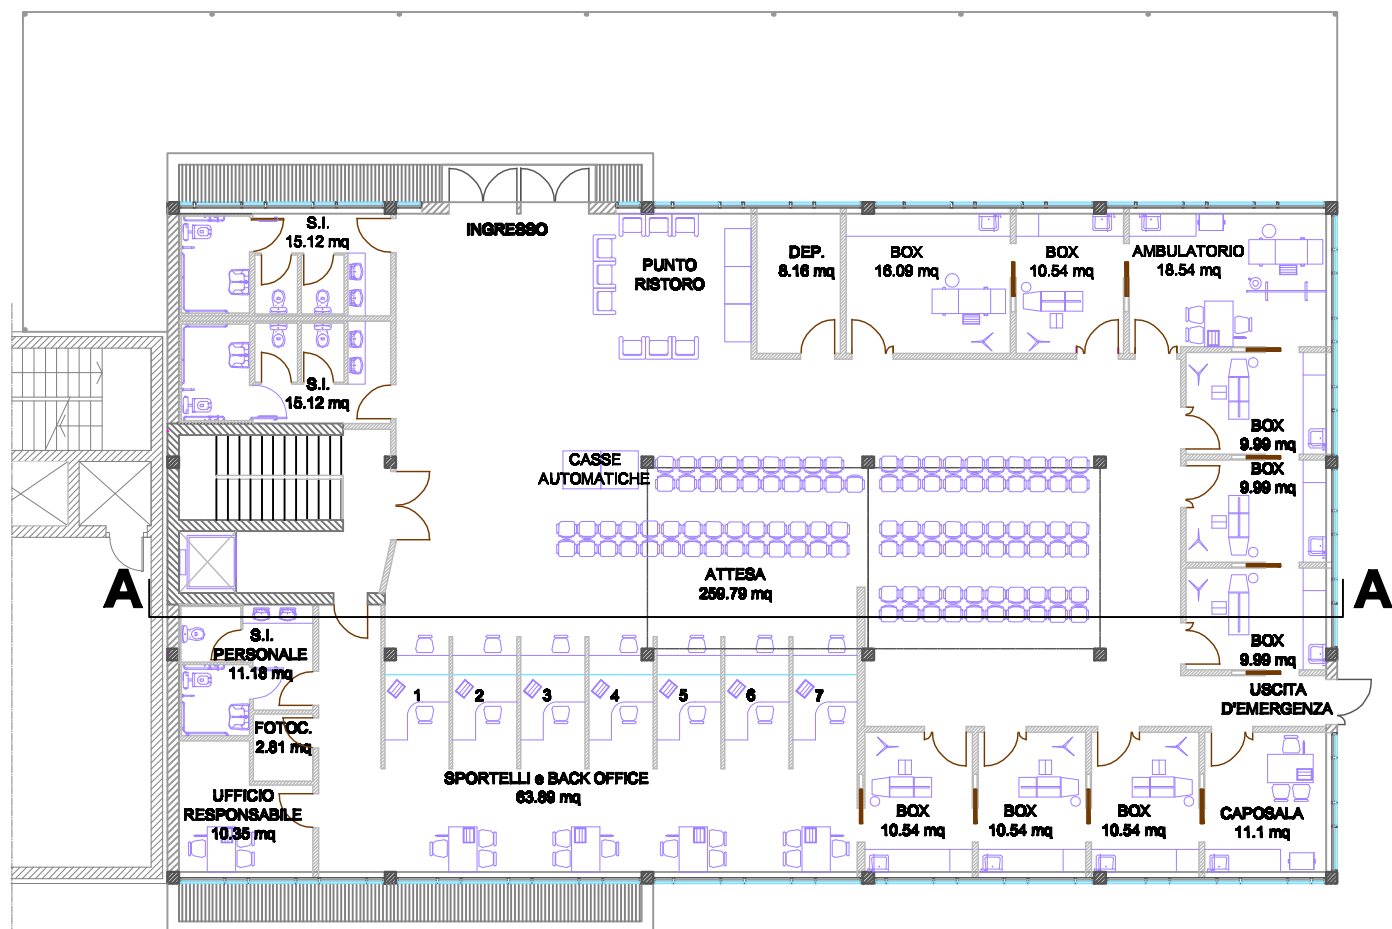 INGRESSO
S.I.
15.12 mq
PUNTO
RISTORO
DEP.
8.16 mq
BOX
16.09 mq
BOX
10.54 mq
AMBULATORIO
18.54 mq
S.I.
15.12 mq
BOX
9.99 mq
CASSE
AUTOMATICHE
BOX
9.99 mq
ATTESA
259.79 mq
A
A
S.I.
PERSONALE
11.18 mq
BOX
9.99 mq
1
2
3
4
5
6
7
USCITA
D'EMERGENZA
FOTOC.
2.81 mq
SPORTELLI e BACK OFFICE
63.89 mq
UFFICIO
RESPONSABILE
10.35 mq
BOX
10.54 mq
BOX
10.54 mq
BOX
10.54 mq
CAPOSALA
11.1 mq